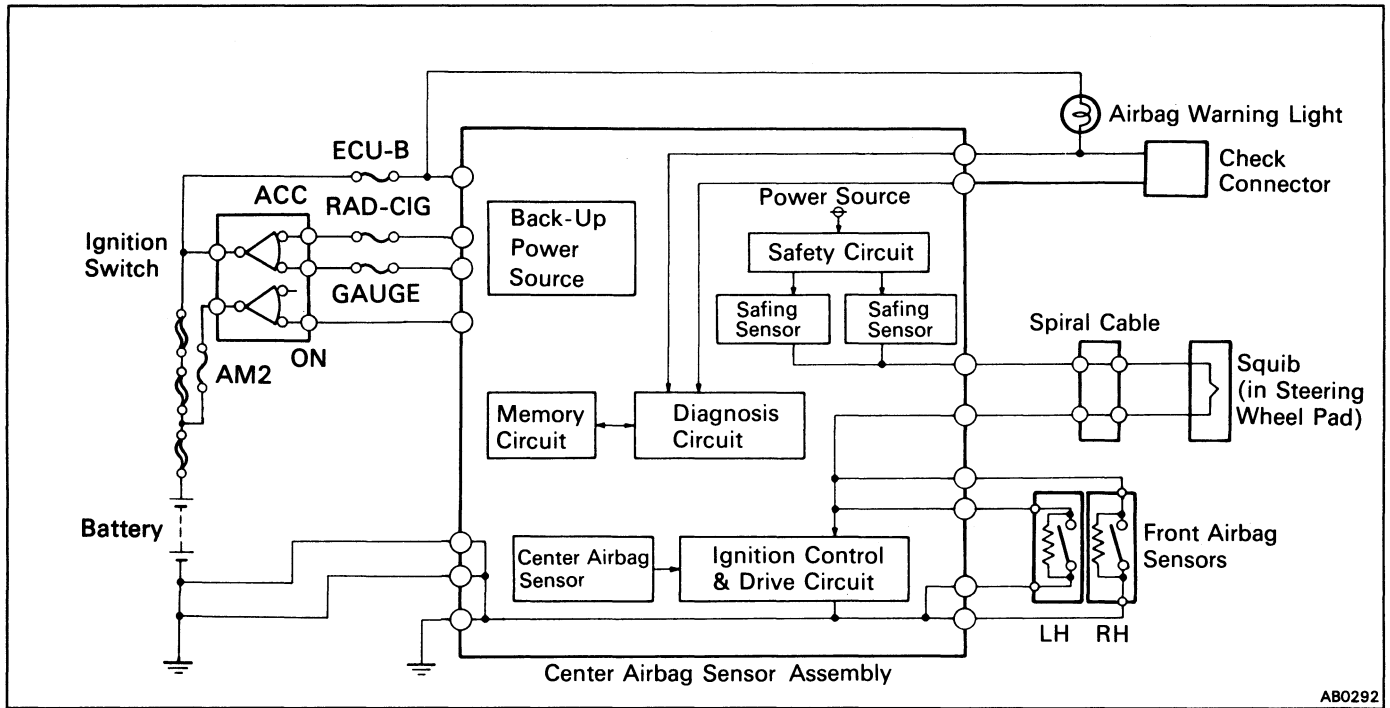 Airbag Warning Light
ECU-B
Check
Connector
ACC
RAD-CIG
Power Source
Back-Up
Power
Source
Ignition
Switch
Safety Circuit
GAUGE
Safing
Sensor
Safing
Sensor
Spiral Cable
ON
AM2
Squib
(in Steering
Wheel Pad)
Memory
Circuit
Diagnosis
Circuit
Battery
Front Airbag
Sensors
Center Airbag
Sensor
Ignition Control
& Drive Circuit
LH RH
Center Airbag Sensor Assembly
AB0292